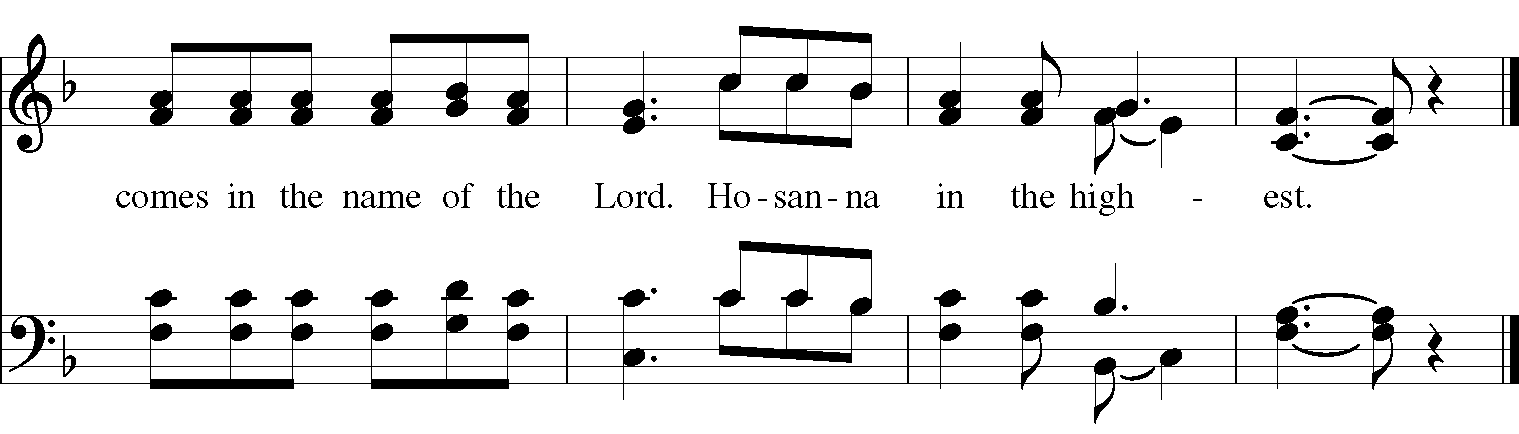 comes in the name of the Lord. Ho - san - na in the high - est.